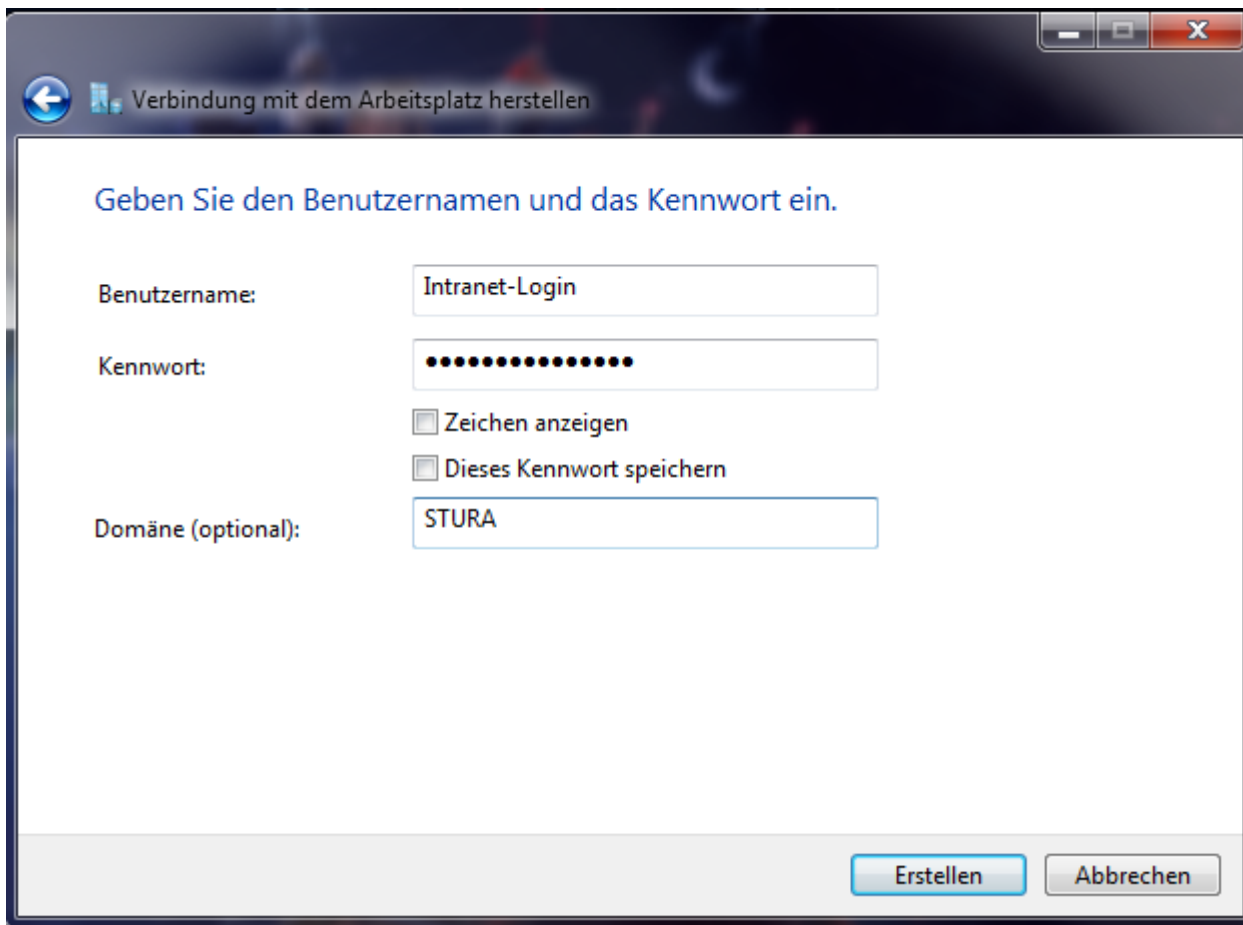 Verbindung mit dem Arbeitsplatz herstellen
Geben Sie den Benutzernamen und das Kennwort ein.
Benutzername: Intranet-Login
Kennwort: •••••••••••••••
Zeichen anzeigen
Dieses Kennwort speichern
Domäne (optional): STURA
Erstellen Abbrechen